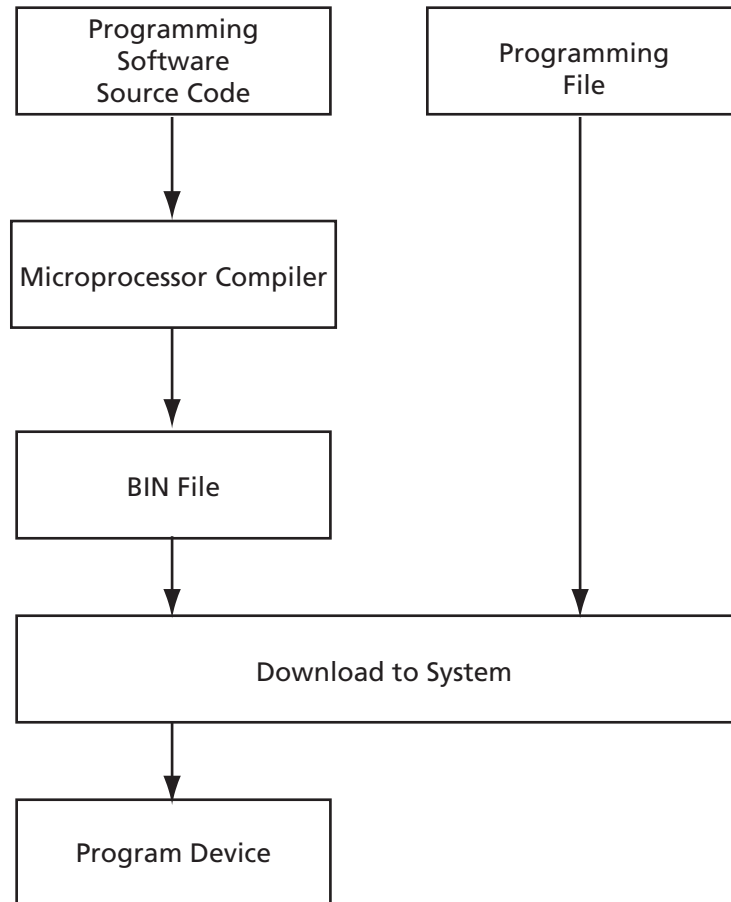 Programming
Software
Source Code
Programming
File
Microprocessor Compiler
BIN File
Download to System
Program Device